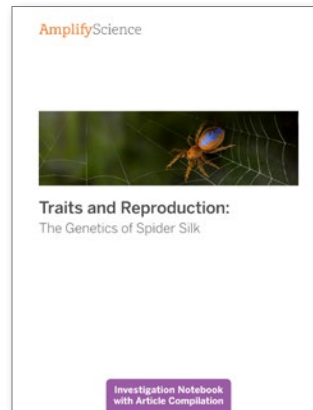 AmplifyScience
Traits and Reproduction:
The Genetics of Spider Silk
Investigation Notebook
with Article Compilation